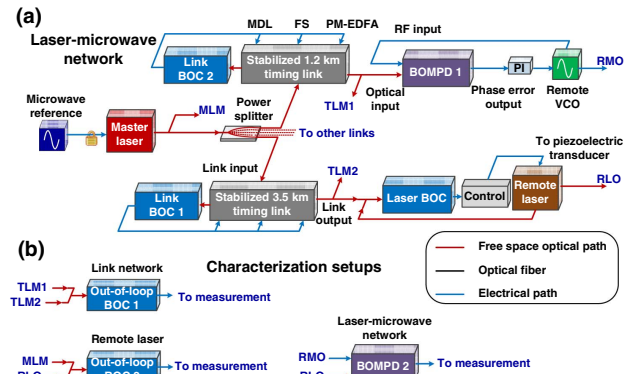 (a)
MDL FS PM-EDFA
RF input
Laser-microwave
network
Link
BOC 2
Stabilized 1.2 km
timing link
BOMPD 1
PI
RMO
Optical
input
Phase error
output
Remote
VCO
TLM1
Microwave
reference
MLM
Power
splitter
Master
laser
To other links
To piezoelectric
transducer
Link input
TLM2
Link
BOC 1
Stabilized 3.5 km
timing link
Link
output
Laser BOC
Control
Remote
laser
RLO
(b)
Characterization setups
Free space optical path
Optical fiber
Electrical path
Link network
TLM1
TLM2
Out-of-loop
BOC 1
To measurement
Remote laser
MLM
Out-of-loop
To measurement
Laser-microwave
network
RMO
BOMPD 2
To measurement